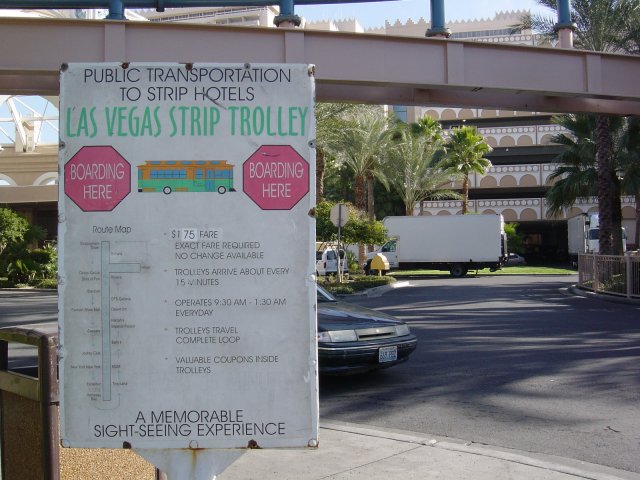 PUBLIC TRANSPORTATION
TO STRIP HOTELS
LAS VEGAS STRIP TROLLEY
BOARDING
HERE
BOARDING
HERE
Route Map
* $1.75 FARE
EXACT FARE REQUIRED
NO CHANGE AVAILABLE
* TROLLEYS ARRIVE ABOUT EVERY
15 MINUTES
* OPERATES 9:30 AM - 1:30 AM
EVERYDAY
* TROLLEYS TRAVEL
COMPLETE LOOP
* VALUABLE COUPONS INSIDE
TROLLEYS
A MEMORABLE
SIGHT-SEEING EXPERIENCE